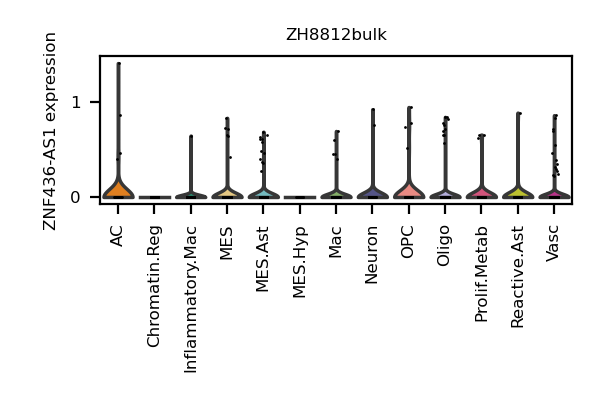 ZH8812bulk
ZNF436-AS1 expression
1
0
AC
Chromatin.Reg
Inflammatory.Mac
MES
MES.Ast
MES.Hyp
Mac
Neuron
OPC
Oligo
Prolif.Metab
Reactive.Ast
Vasc